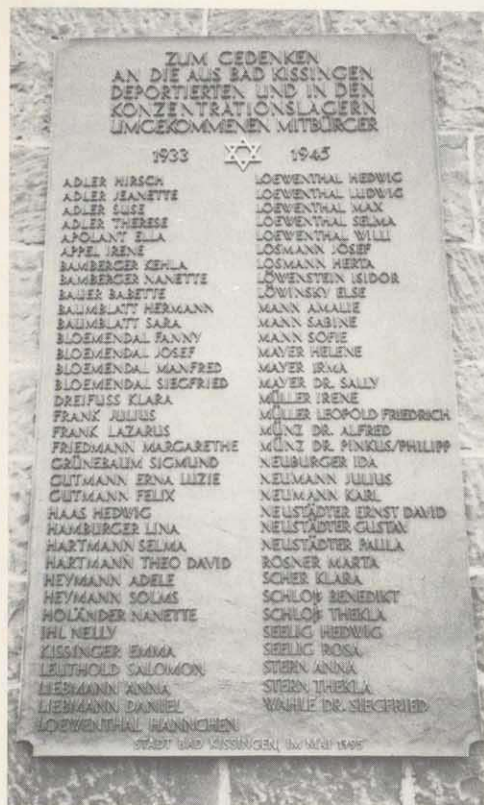 ZUM GEDENKEN
AN DIE AUS BAD KISSINGEN
DEPORTIERTEN UND IN DEN
KONZENTRATIONSLAGERN
UMGEKOMMENEN MITBÜRGER
1933 1945
ADLER HIRSCH
ADLER JEANETTE
ADLER SUSE
ADLER THERESE
APOLANT ELLA
APPEL IRENE
BAMBERGER KEHLA
BAMBERGER NANETTE
BAUER BABETTE
BAUMBLATT HERMANN
BAUMBLATT SARA
BLOEMENDAL FANNY
BLOEMENDAL JOSEF
BLOEMENDAL MANFRED
BLOEMENDAL SIEGFRIED
DREIFUSS KLARA
FRANK JULIUS
FRANK LAZARUS
FRIEDMANN MARGARETHE
GRÜNEBAUM SIGMUND
GUTMANN ERNA LUZIE
GUTMANN FELIX
HAAS HEDWIG
HAMBURGER LINA
HARTMANN SELMA
HARTMANN THEO DAVID
HEYMANN ADELE
HEYMANN SOLMS
HOLÄNDER NANETTE
IHL NELLY
KISSINGER EMMA
LEUTHOLD SALOMON
LIEBMANN ANNA
LIEBMANN DANIEL
LOEWENTHAL HANNCHEN
LOEWENTHAL HEDWIG
LOEWENTHAL LUDWIG
LOEWENTHAL MAX
LOEWENTHAL SELMA
LOEWENTHAL WILLI
LOSMANN JOSEF
LOSMANN HERTA
LÖWENSTEIN ISIDOR
LÖWINSKY ELSE
MANN AMALIE
MANN SABINE
MANN SOFIE
MAYER HELENE
MAYER IRMA
MAYER DR. SALLY
MÜLLER IRENE
MÜLLER LEOPOLD FRIEDRICH
MÜNZ DR. ALFRED
MÜNZ DR. PINKUS/PHILIPP
NEUBURGER IDA
NEUMANN JULIUS
NEUMANN KARL
NEUSTÄDTER ERNST DAVID
NEUSTÄDTER GUSTAV
NEUSTÄDTER PAULA
ROSNER MARTA
SCHER KLARA
SCHLOß BENEDIKT
SCHLOß THEKLA
SEELIG HEDWIG
SEELIG ROSA
STERN ANNA
STERN THEKLA
WAHLE DR. SIEGFRIED
STADT BAD KISSINGEN, IM MAI 1995